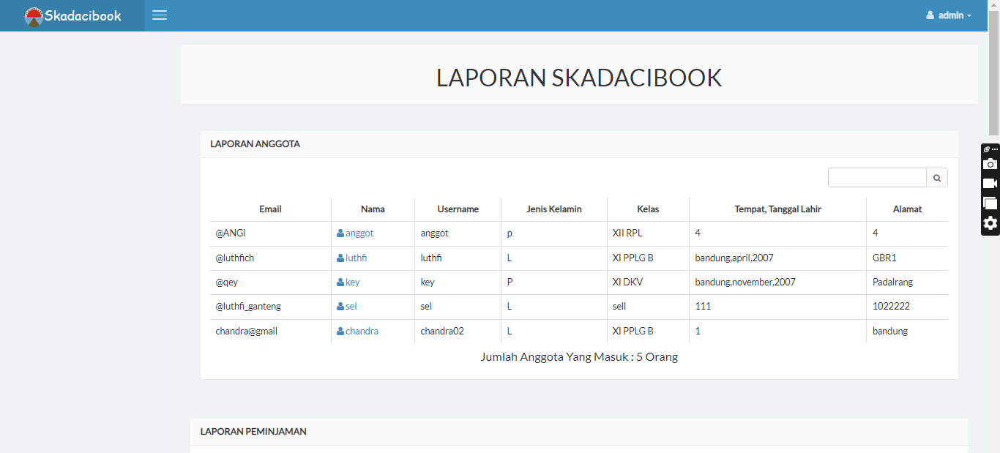 Skadacibook
admin
LAPORAN SKADACIBOOK
LAPORAN ANGGOTA
Email Nama Username Jenis Kelamin Kelas Tempat, Tanggal Lahir Alamat
@ANGi anggot anggot p XII RPL 4 4
@luthfich luthfi luthfi L XI PPLG B bandung,april,2007 GBR1
@qey key key P XI DKV bandung,november,2007 Padalrang
@luthfi_ganteng sel sel L sell 111 1022222
chandra@gmail chandra chandra02 L XI PPLG B 1 bandung
Jumlah Anggota Yang Masuk : 5 Orang
LAPORAN PEMINJAMAN